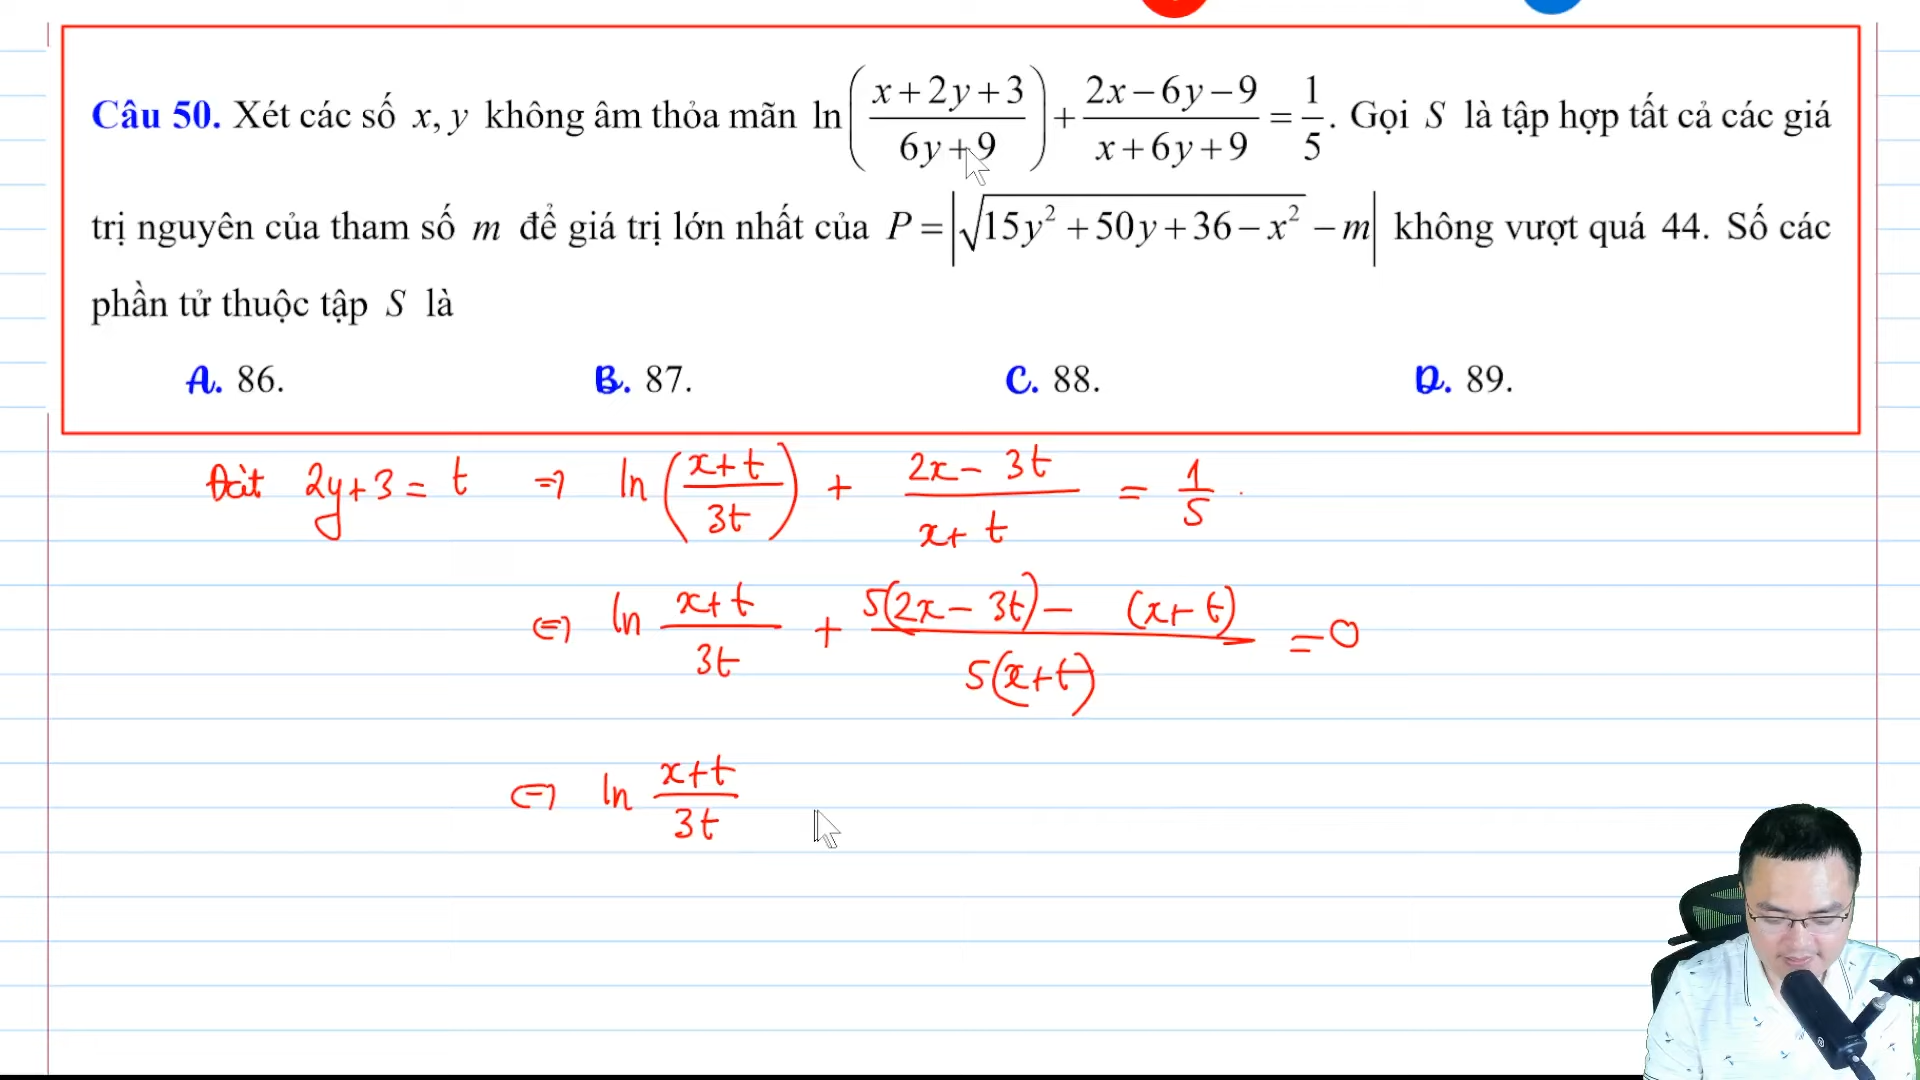 Câu 50. Xét các số x, y không âm thỏa mãn ln((x+2y+3)/(6y+9)) + (2x−6y−9)/(x+6y+9) = 1/5. Gọi S là tập hợp tất cả các giá
trị nguyên của tham số m để giá trị lớn nhất của P = |√(15y² + 50y + 36 − x²) − m| không vượt quá 44. Số các
phần tử thuộc tập S là
A. 86. B. 87. C. 88. D. 89.
Đặt 2y+3 = t ⇒ ln((x+t)/3t) + (2x−3t)/(x+t) = 1/5.
⇔ ln (x+t)/3t + (5(2x−3t) − (x+t))/5(x+t) = 0
⇔ ln (x+t)/3t